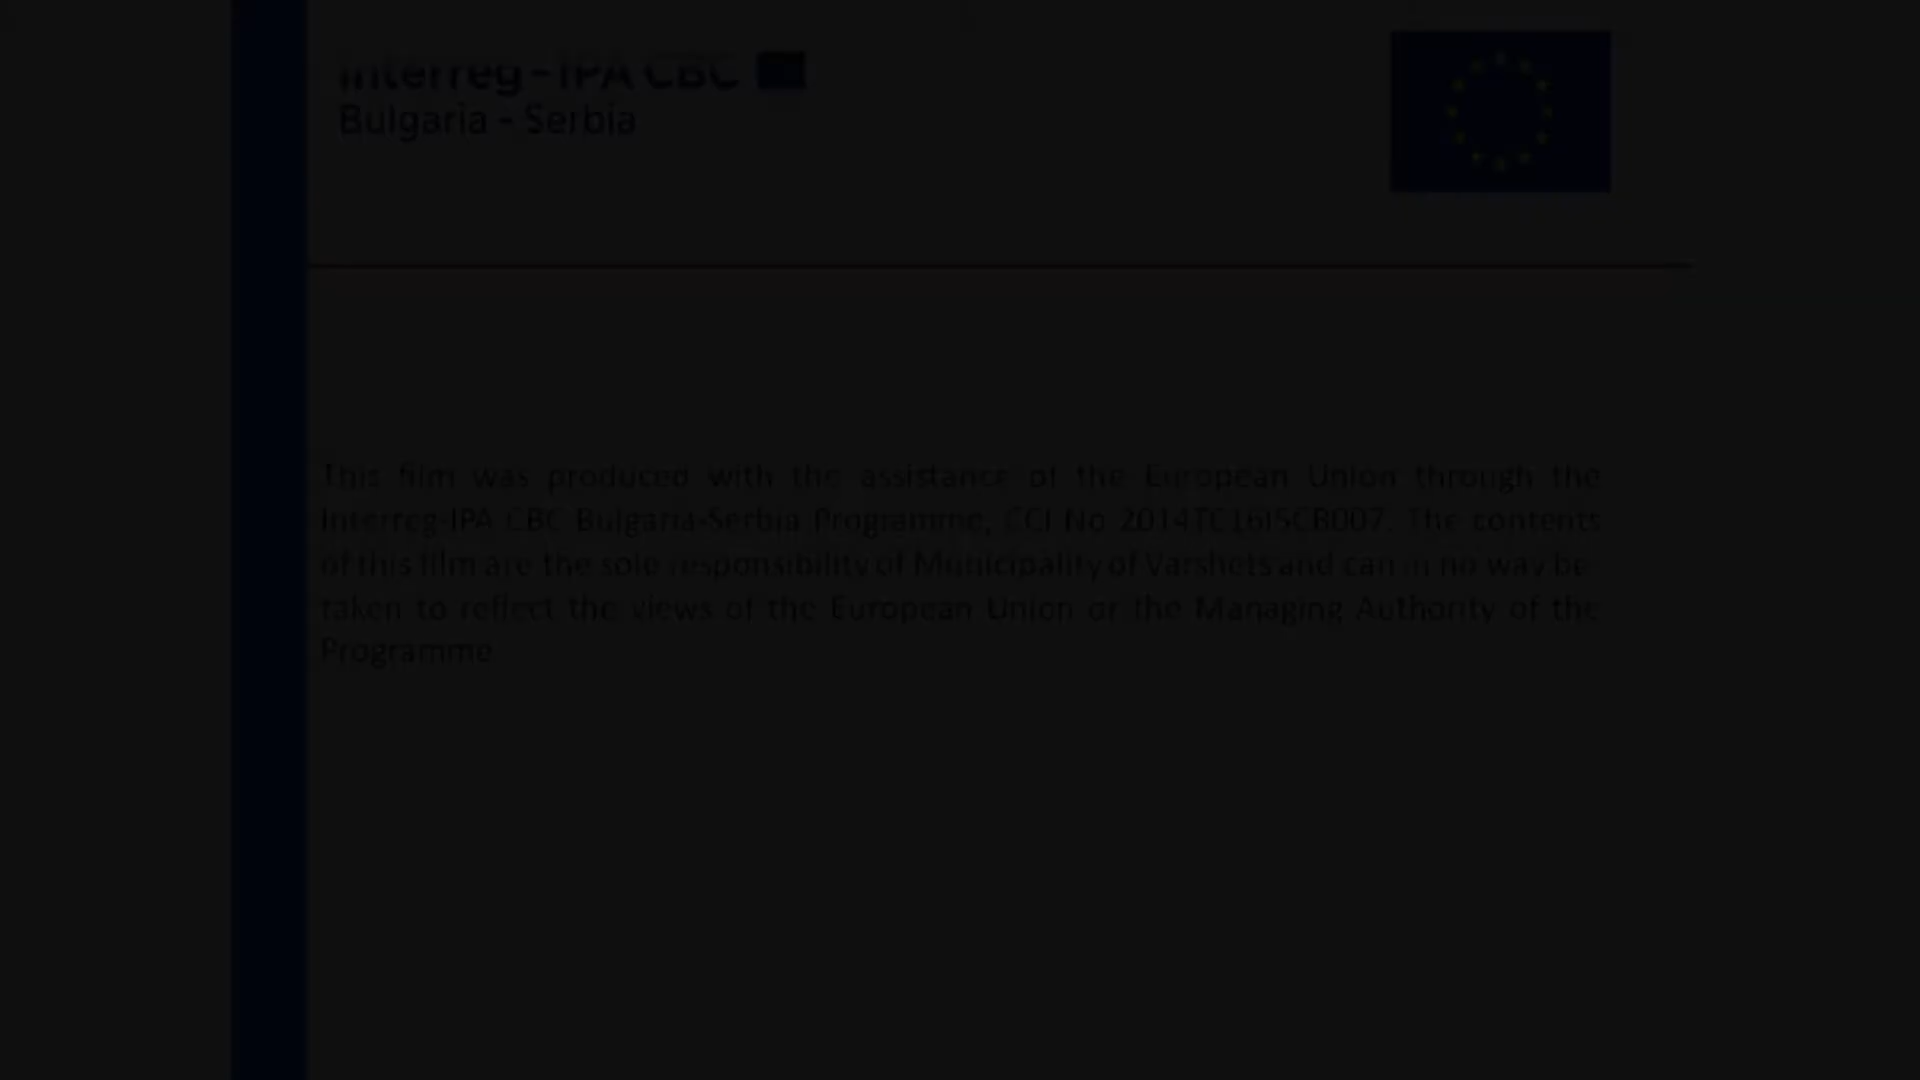 Interreg - IPA CBC
Bulgaria - Serbia
This film was produced with the assistance of the European Union through the
Interreg-IPA CBC Bulgaria-Serbia Programme, CCI No 2014TC16I5CB007. The contents
of this film are the sole responsibility of Municipality of Varshets and can in no way be
taken to reflect the views of the European Union or the Managing Authority of the
Programme